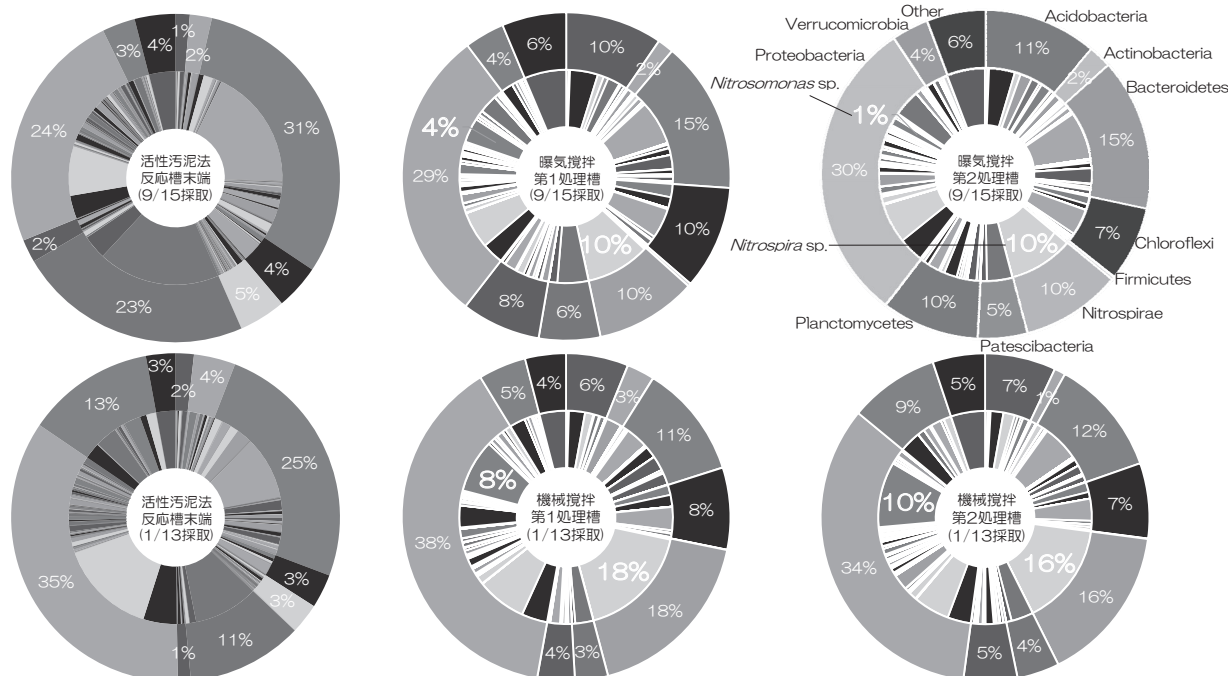 1%
2%
31%
4%
5%
23%
2%
24%
3%
4%
活性汚泥法
反応槽末端
(9/15採取)
10%
2%
15%
10%
10%
6%
8%
29%
4%
6%
4%
10%
曝気撹拌
第1処理槽
(9/15採取)
Other
Verrucomicrobia
Proteobacteria
Nitrosomonas sp.
Nitrospira sp.
Acidobacteria
Actinobacteria
Bacteroidetes
Chloroflexi
Firmicutes
Nitrospirae
Patescibacteria
Planctomycetes
11%
2%
15%
7%
10%
5%
10%
30%
4%
6%
1%
10%
曝気撹拌
第2処理槽
(9/15採取)
2%
4%
25%
3%
3%
11%
1%
35%
13%
3%
活性汚泥法
反応槽末端
(1/13採取)
6%
3%
11%
8%
18%
3%
4%
38%
5%
4%
8%
18%
機械撹拌
第1処理槽
(1/13採取)
7%
1%
12%
7%
16%
4%
5%
34%
9%
5%
10%
16%
機械撹拌
第2処理槽
(1/13採取)